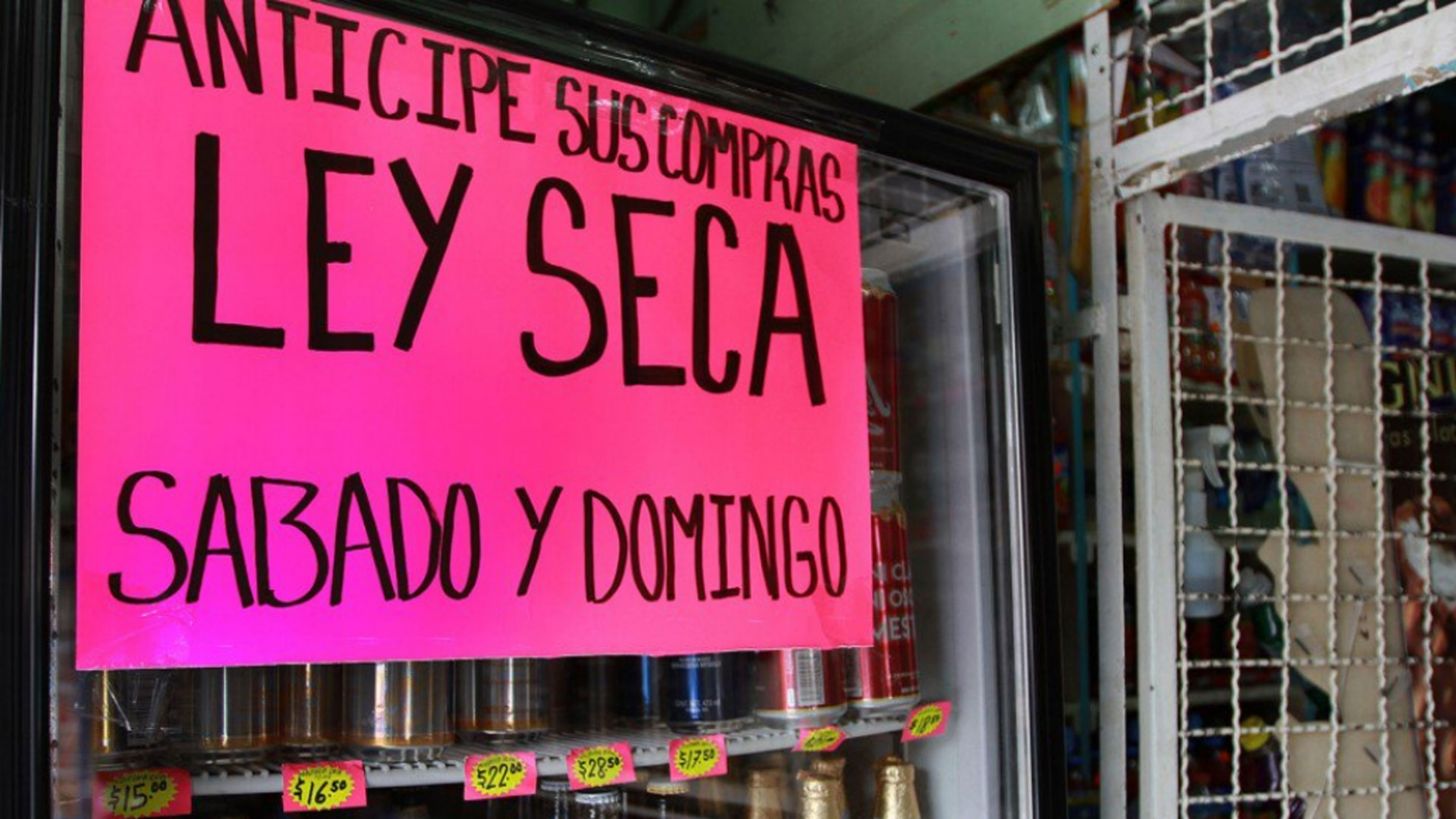 ANTICIPE SUS COMPRAS
LEY SECA
SABADO Y DOMINGO
$15.00
$16.50
$22.00
$28.50
$17.50